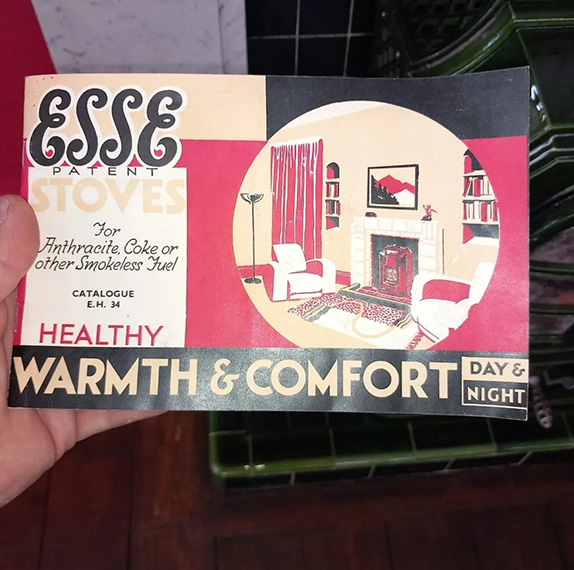 ESSE
PATENT
STOVES
For
Anthracite, Coke or
other Smokeless Fuel
CATALOGUE
E.H. 34
HEALTHY
WARMTH & COMFORT
DAY &
NIGHT